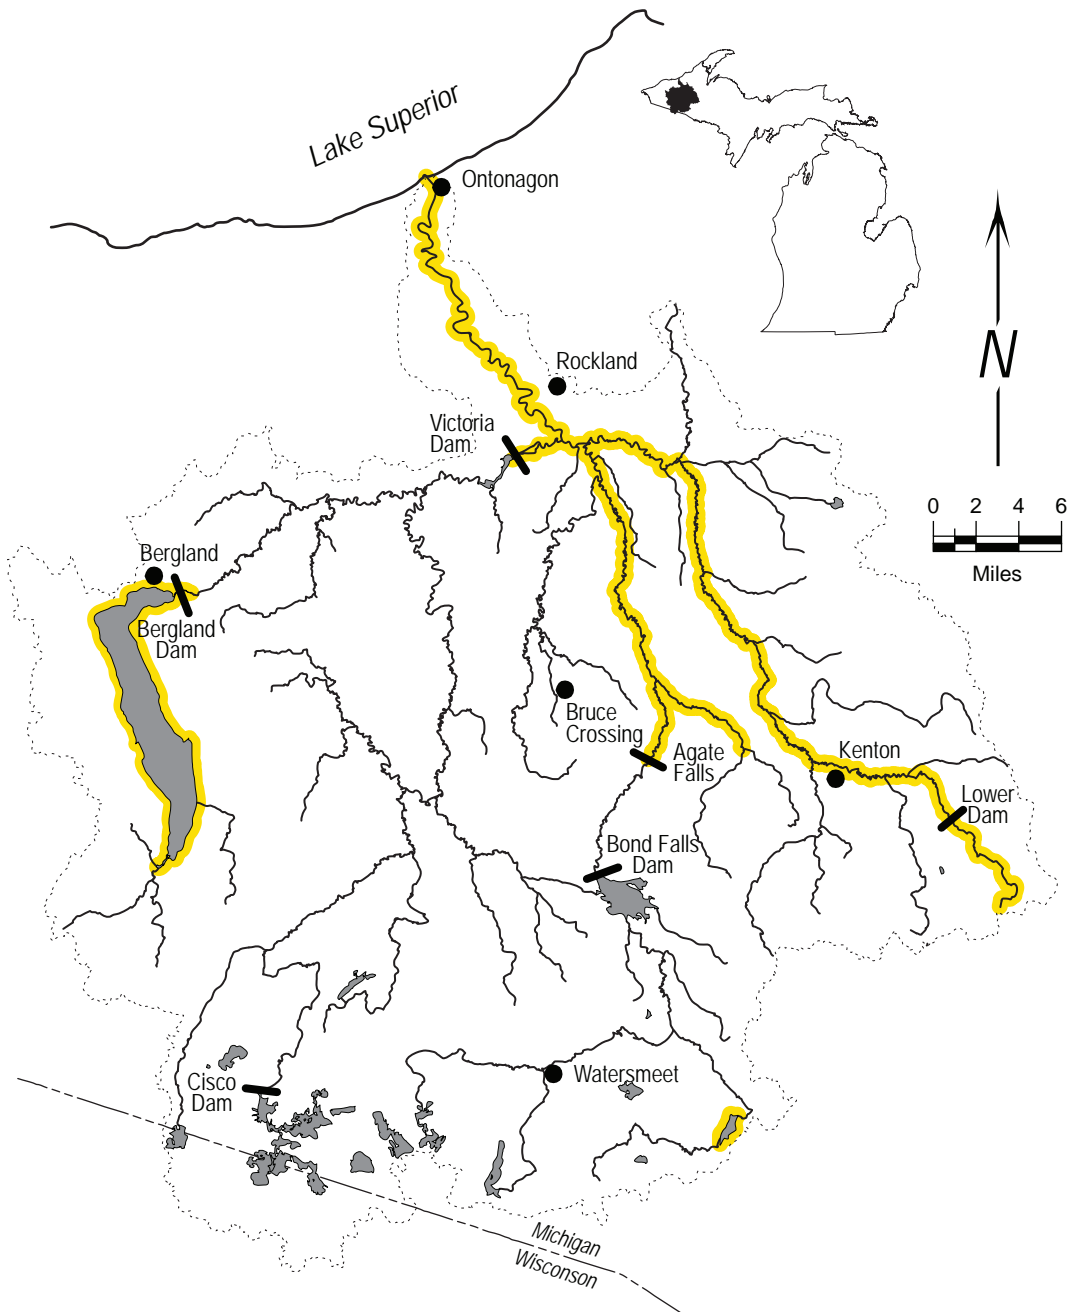 Lake Superior
Ontonagon
Rockland
N
Victoria
Dam
0 2 4 6
Miles
Bergland
Bergland
Dam
Bruce
Crossing
Agate
Falls
Kenton
Lower
Dam
Bond Falls
Dam
Cisco
Dam
Watersmeet
Michigan
Wisconson